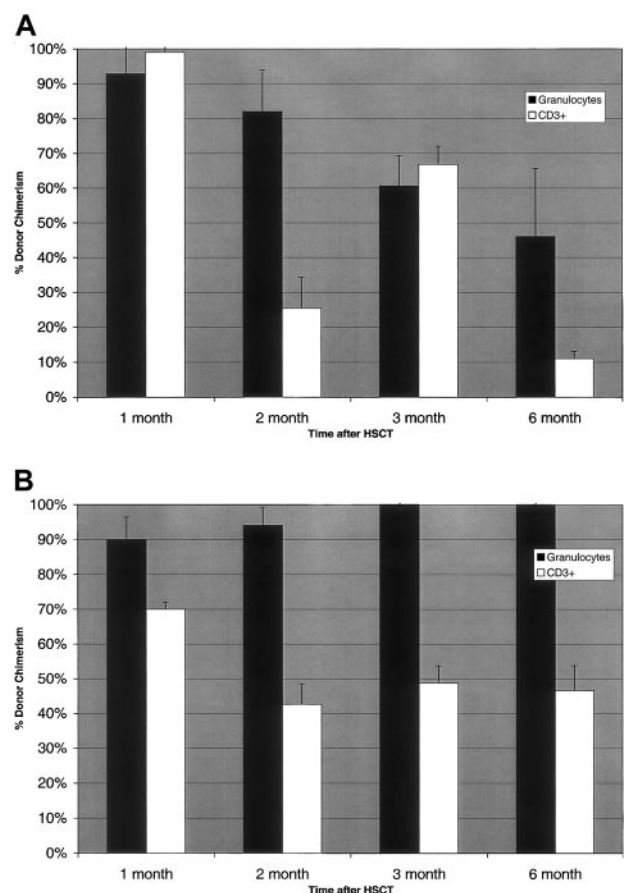 A
100%
90%
80%
70%
60%
50%
40%
30%
20%
10%
0%
% Donor Chimerism
Granulocytes
CD3+
1 month 2 month 3 month 6 month
Time after HSCT
B
100%
90%
80%
70%
60%
50%
40%
30%
20%
10%
0%
% Donor Chimerism
Granulocytes
CD3+
1 month 2 month 3 month 6 month
Time after HSCT